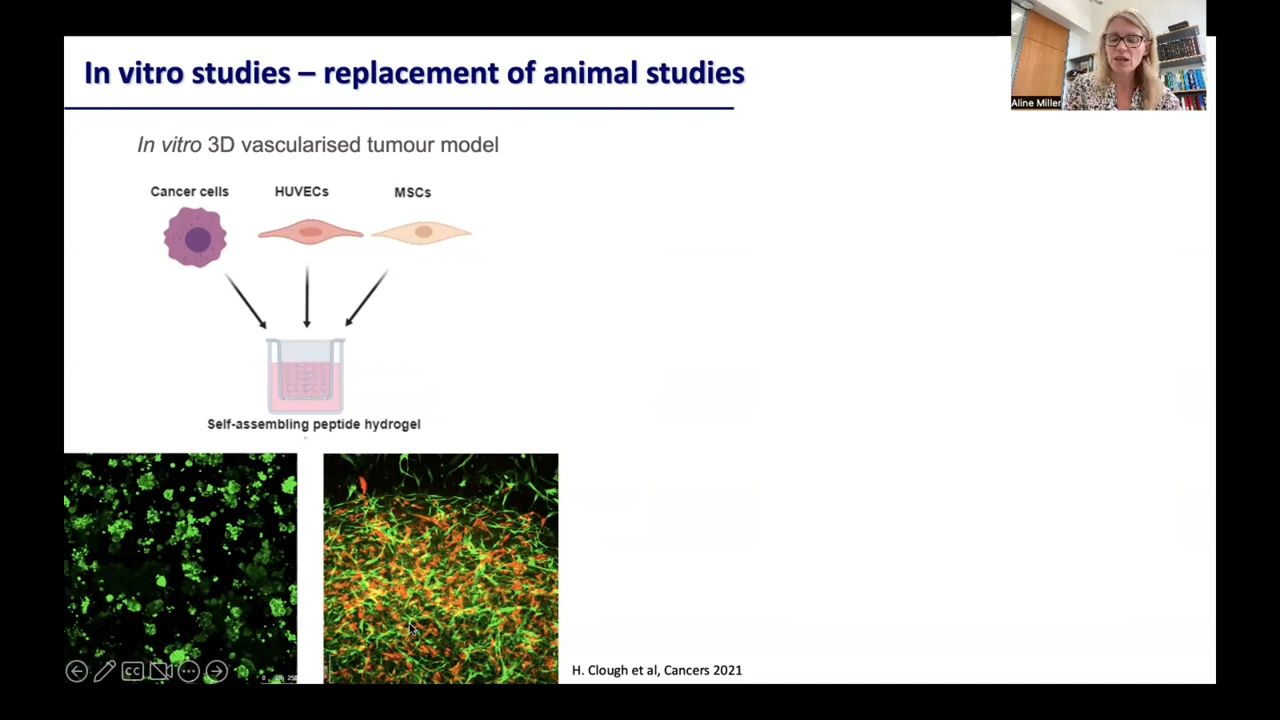 In vitro studies – replacement of animal studies
Aline Miller
In vitro 3D vascularised tumour model
Cancer cells
HUVECs
MSCs
Self-assembling peptide hydrogel
CC
H. Clough et al, Cancers 2021